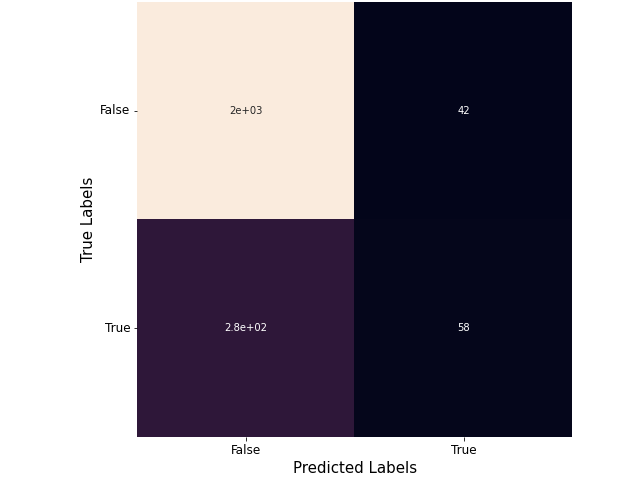 False
2e+03
42
True Labels
True
2.8e+02
58
False
True
Predicted Labels